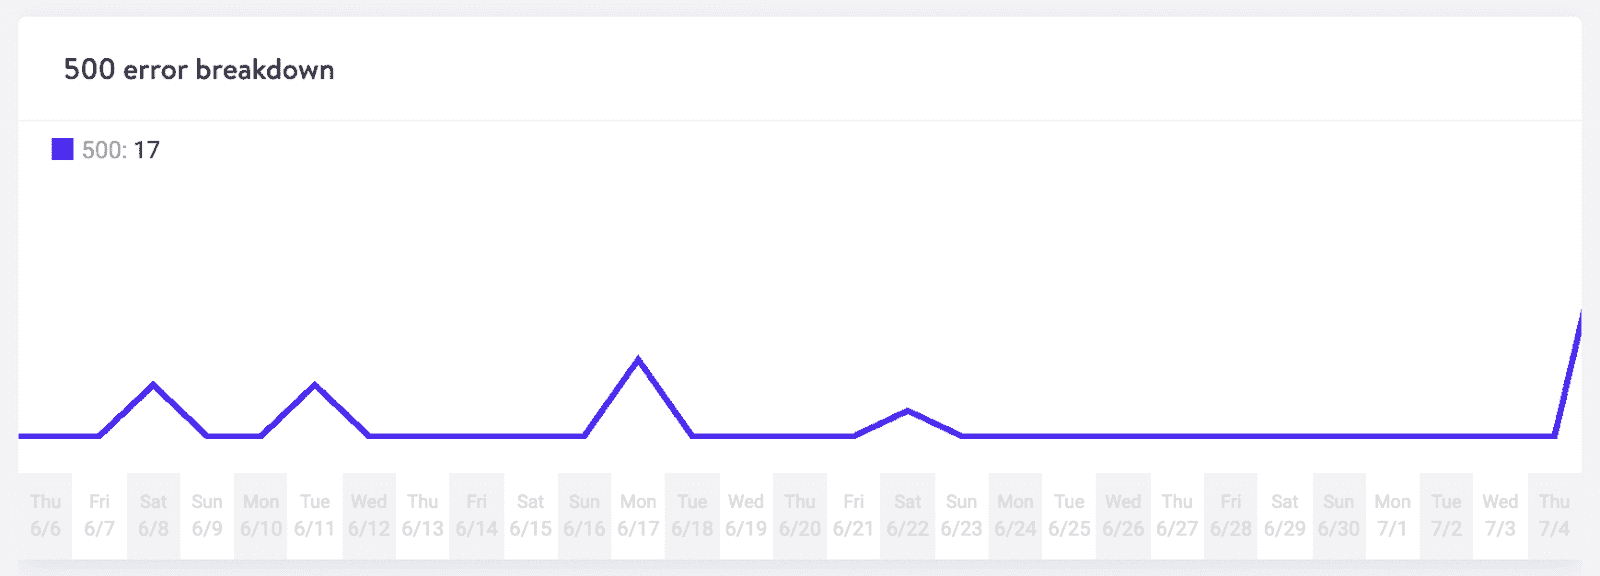 500 error breakdown
500: 17
Thu Fri Sat Sun Mon Tue Wed Thu Fri Sat Sun Mon Tue Wed Thu Fri Sat Sun Mon Tue Wed Thu Fri Sat Sun Mon Tue Wed Thu
6/6 6/7 6/8 6/9 6/10 6/11 6/12 6/13 6/14 6/15 6/16 6/17 6/18 6/19 6/20 6/21 6/22 6/23 6/24 6/25 6/26 6/27 6/28 6/29 6/30 7/1 7/2 7/3 7/4